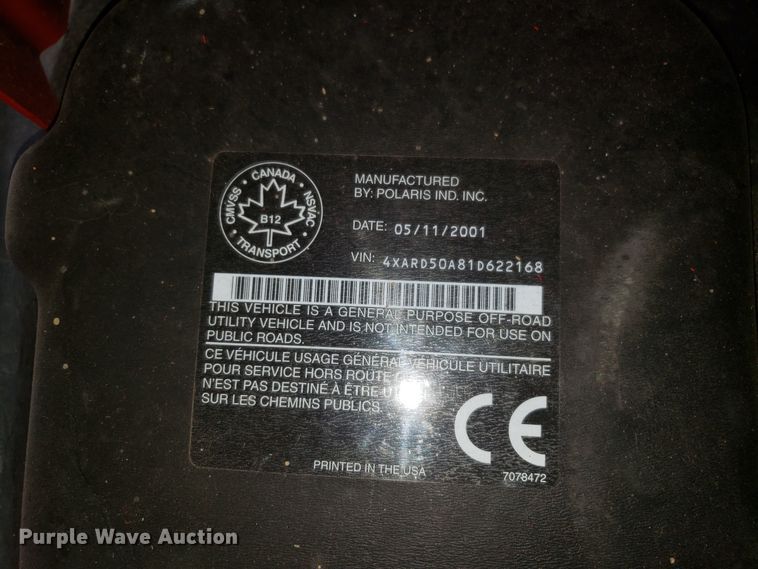 CMVSS • CANADA • NSVAC • TRANSPORT •
B12
MANUFACTURED
BY: POLARIS IND. INC.
DATE: 05/11/2001
VIN: 4XARD50A81D622168
THIS VEHICLE IS A GENERAL PURPOSE OFF-ROAD
UTILITY VEHICLE AND IS NOT INTENDED FOR USE ON
PUBLIC ROADS.
CE VÉHICULE USAGE GÉNÉRAL VÉHICULE UTILITAIRE
POUR SERVICE HORS ROUTE
N'EST PAS DESTINÉ À ÊTRE
SUR LES CHEMINS PUBLICS.
CE
PRINTED IN THE USA
7078472
Purple Wave Auction